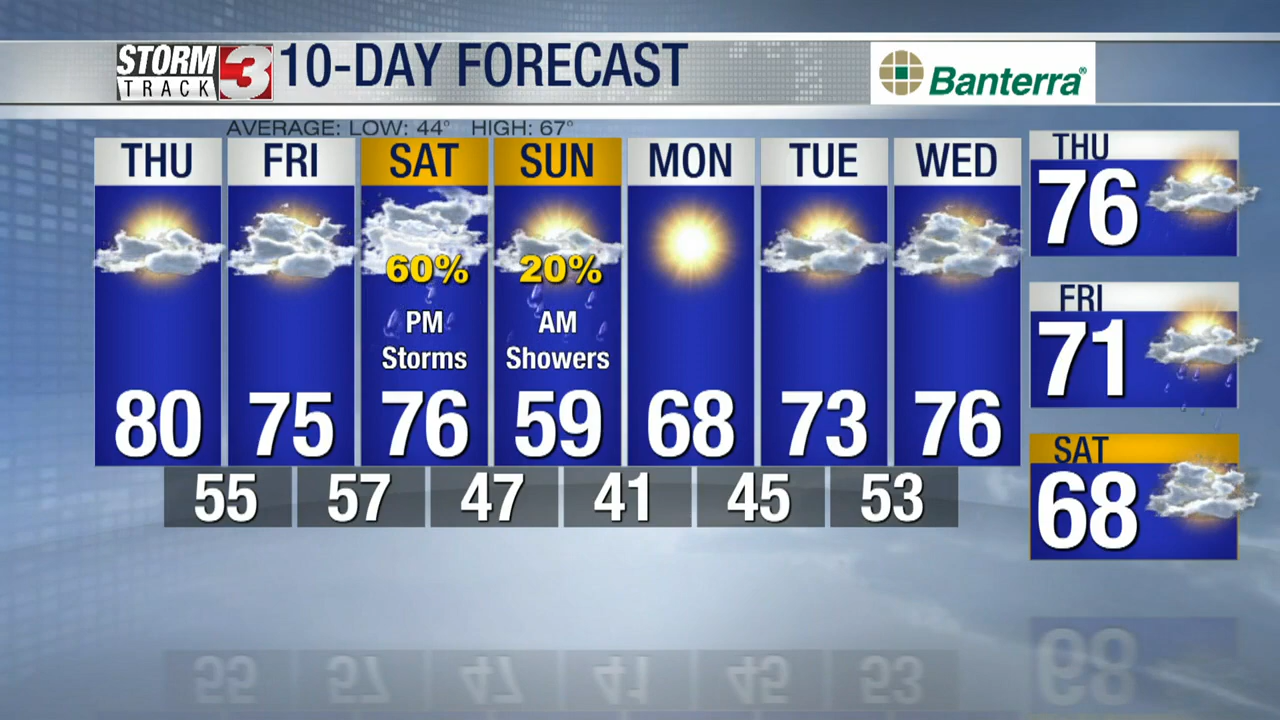 STORM
TRACK
3
10-DAY FORECAST
Banterra®
AVERAGE: LOW: 44° HIGH: 67°
THU FRI SAT SUN MON TUE WED
60% 20%
PM AM
Storms Showers
80 75 76 59 68 73 76
55 57 47 41 45 53
THU
76
FRI
71
SAT
68